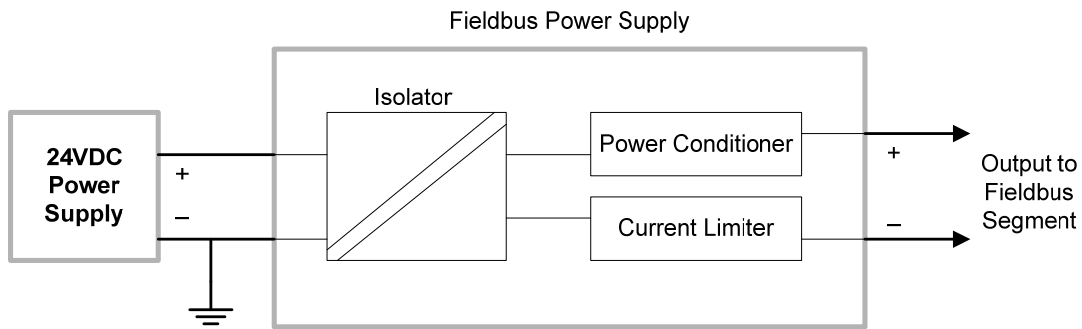 Fieldbus Power Supply
Isolator
24VDC
Power
Supply
+
–
Power Conditioner
Current Limiter
+
–
Output to
Fieldbus
Segment